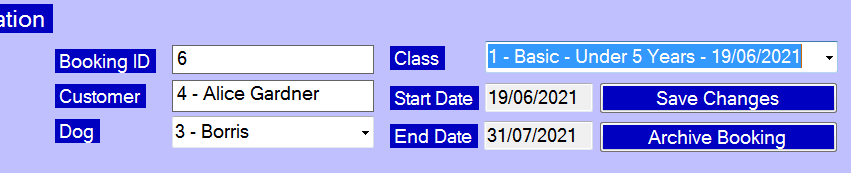 ation
Booking ID 6
Customer 4 - Alice Gardner
Dog 3 - Borris
Class 1 - Basic - Under 5 Years - 19/06/2021
Start Date 19/06/2021 Save Changes
End Date 31/07/2021 Archive Booking